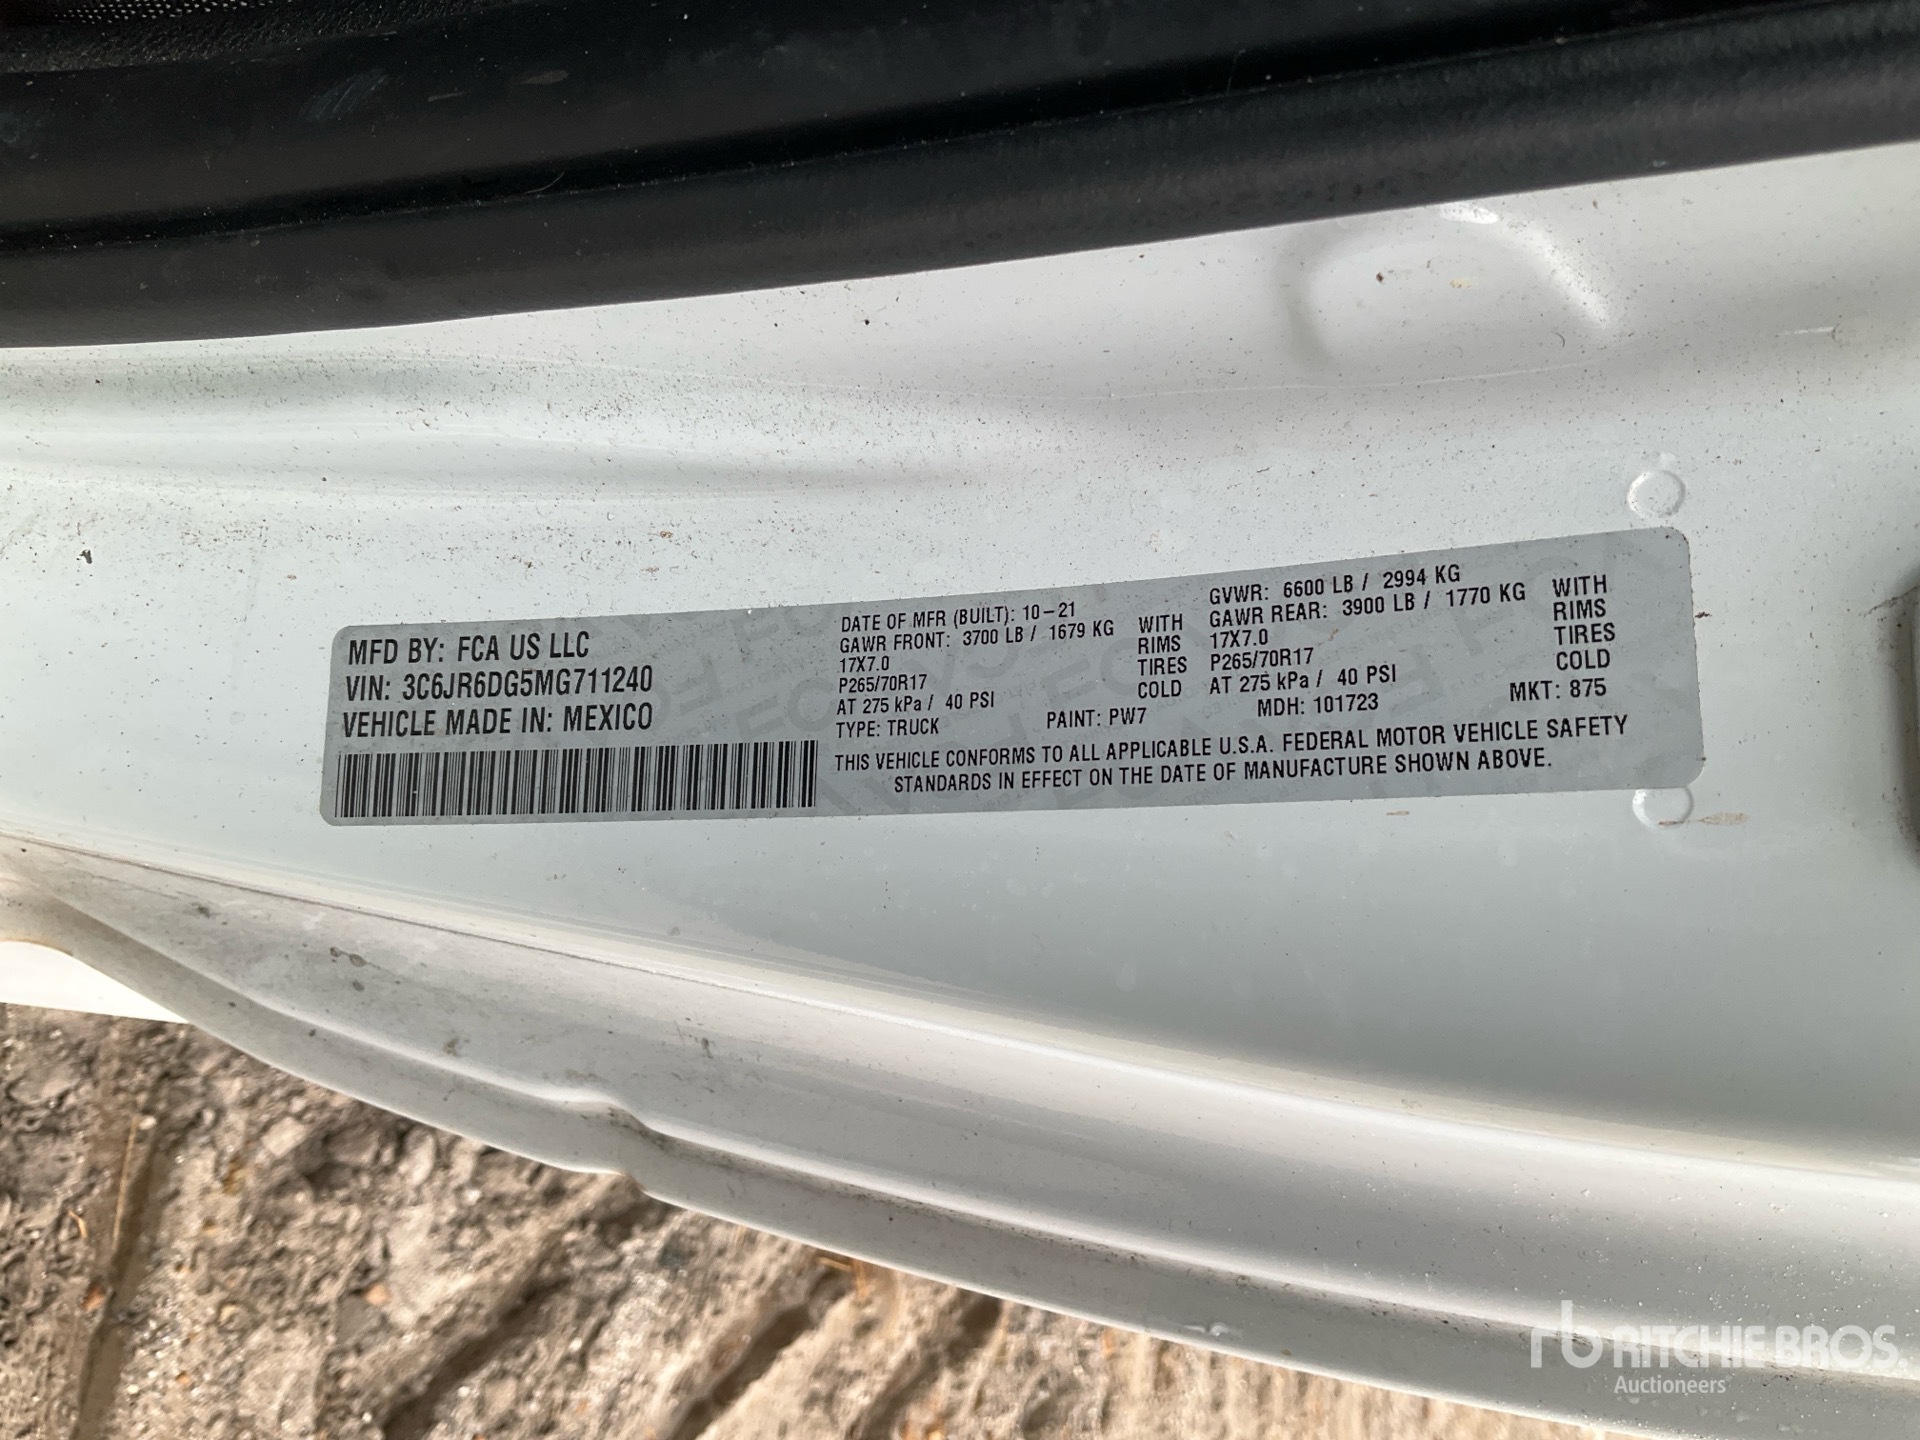 MFD BY: FCA US LLC
VIN: 3C6JR6DG5MG711240
VEHICLE MADE IN: MEXICO
DATE OF MFR (BUILT): 10-21
GAWR FRONT: 3700 LB / 1679 KG WITH
17X7.0 RIMS
P265/70R17 TIRES
AT 275 kPa / 40 PSI COLD
GVWR: 6600 LB / 2994 KG
GAWR REAR: 3900 LB / 1770 KG WITH
17X7.0 RIMS
P265/70R17 TIRES
AT 275 kPa / 40 PSI COLD
TYPE: TRUCK PAINT: PW7 MDH: 101723 MKT: 875
THIS VEHICLE CONFORMS TO ALL APPLICABLE U.S.A. FEDERAL MOTOR VEHICLE SAFETY
STANDARDS IN EFFECT ON THE DATE OF MANUFACTURE SHOWN ABOVE.
rb RITCHIE BROS.
Auctioneers